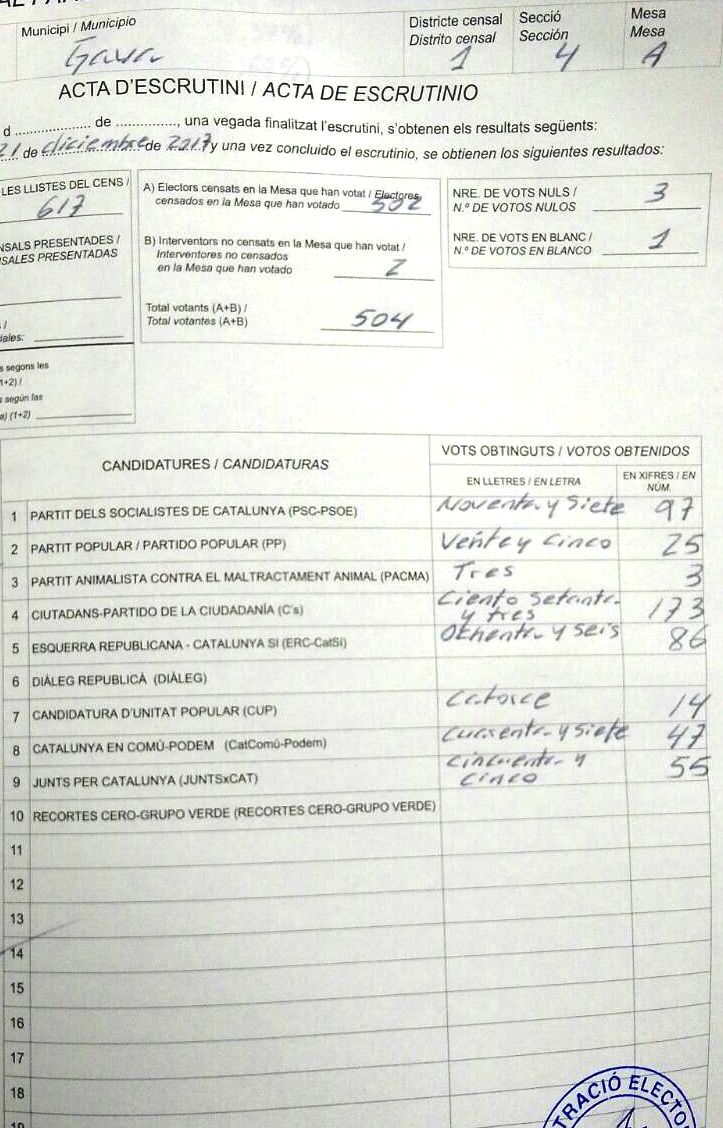 Municipi / Municipio
Gava
Districte censal
Distrito censal
1
Secció
Sección
4
Mesa
Mesa
A
ACTA D'ESCRUTINI / ACTA DE ESCRUTINIO
d .................. de ..............., una vegada finalitzat l'escrutini, s'obtenen els resultats següents:
21 de diciembre de 2017 y una vez concluido el escrutinio, se obtienen los siguientes resultados:
LES LLISTES DEL CENS /
617
NSALS PRESENTADES /
SALES PRESENTADAS
iales:
s segons les
1+2) /
s según las
s) (1+2)
A) Electors censats en la Mesa que han votat / Electores
censados en la Mesa que han votado 502
B) Interventors no censats en la Mesa que han votat /
Interventores no censados
en la Mesa que han votado 2
Total votants (A+B) /
Total votantes (A+B) 504
NRE. DE VOTS NULS /
N.º DE VOTOS NULOS 3
NRE. DE VOTS EN BLANC /
N.º DE VOTOS EN BLANCO 1
CANDIDATURES / CANDIDATURAS
VOTS OBTINGUTS / VOTOS OBTENIDOS
EN LLETRES / EN LETRA
EN XIFRES / EN
NÚM.
1 PARTIT DELS SOCIALISTES DE CATALUNYA (PSC-PSOE) Noventa y Siete 97
2 PARTIT POPULAR / PARTIDO POPULAR (PP) Veinte y Cinco 25
3 PARTIT ANIMALISTA CONTRA EL MALTRACTAMENT ANIMAL (PACMA) Tres 3
4 CIUTADANS-PARTIDO DE LA CIUDADANÍA (C's) Ciento Setenta y tres 173
5 ESQUERRA REPUBLICANA - CATALUNYA SI (ERC-CatSí) Ochenta y Seis 86
6 DIÀLEG REPUBLICÀ (DIÀLEG)
7 CANDIDATURA D'UNITAT POPULAR (CUP) Catorce 14
8 CATALUNYA EN COMÚ-PODEM (CatComú-Podem) Cuarenta y Siete 47
9 JUNTS PER CATALUNYA (JUNTSxCAT) Cincuenta y Cinco 55
10 RECORTES CERO-GRUPO VERDE (RECORTES CERO-GRUPO VERDE)
11
12
13
14
15
16
17
18
19
TRACIÓ ELECTO